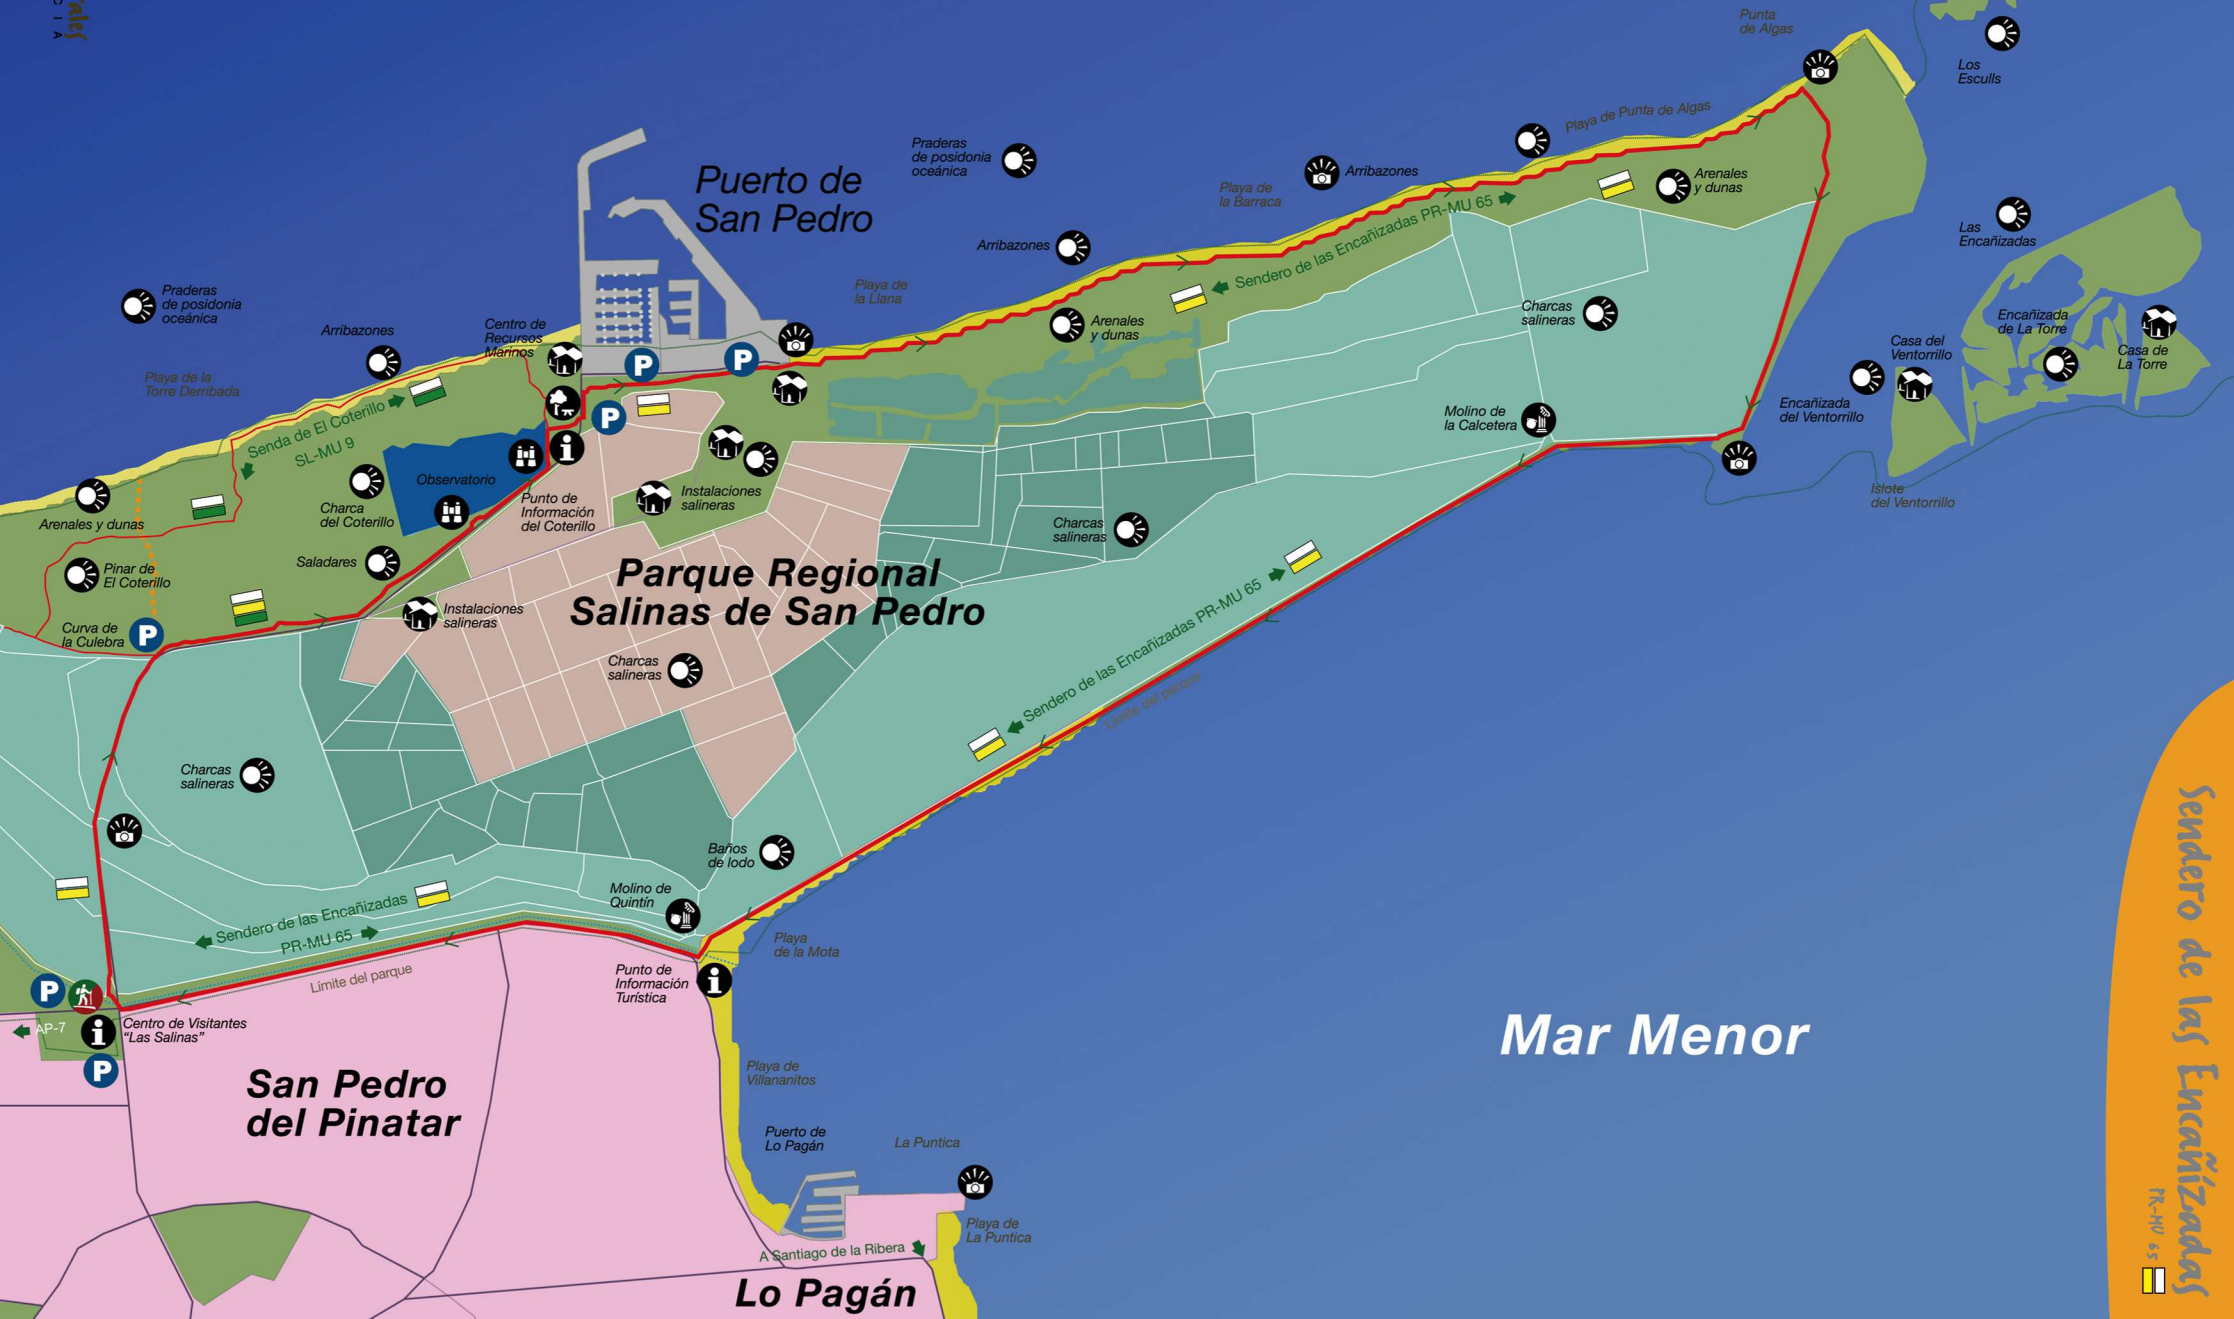 ales
C I A
Punta
de Algas
Los
Esculls
Playa de Punta de Algas
Praderas
de posidonia
oceánica
Puerto de
San Pedro
Arribazones
Playa de
la Barraca
Arenales
y dunas
Sendero de las Encañizadas PR-MU 65
Arribazones
Las
Encañizadas
Playa de
la Llana
Praderas
de posidonia
oceánica
Arribazones
Centro de
Recursos
Marinos
P
P
Arenales
y dunas
Charcas
salineras
Encañizada
de La Torre
Casa del
Ventorrillo
Casa de
La Torre
Playa de la
Torre Derribada
Senda de El Coterillo
SL-MU 9
P
i
Molino de
la Calcetera
Encañizada
del Ventorrillo
Observatorio
Islote
del Ventorrillo
Instalaciones
salineras
Punto de
Información
del Coterillo
Charca
del Coterillo
Arenales y dunas
Charcas
salineras
Saladares
Pinar de
El Coterillo
Parque Regional
Salinas de San Pedro
Instalaciones
salineras
Curva de
la Culebra
P
Sendero de las Encañizadas PR-MU 65
Límite del parque
Charcas
salineras
Charcas
salineras
Baños
de lodo
Molino de
Quintín
Sendero de las Encañizadas
PR-MU 65
Límite del parque
Playa
de la Mota
Punto de
Información
Turística
i
P
AP-7
i
Centro de Visitantes
“Las Salinas”
P
San Pedro
del Pinatar
Mar Menor
Playa de
Villananitos
Puerto de
Lo Pagán
La Puntica
Playa de
La Puntica
A Santiago de la Ribera
Lo Pagán
Sendero de las Encañizadas
PR-MU 65